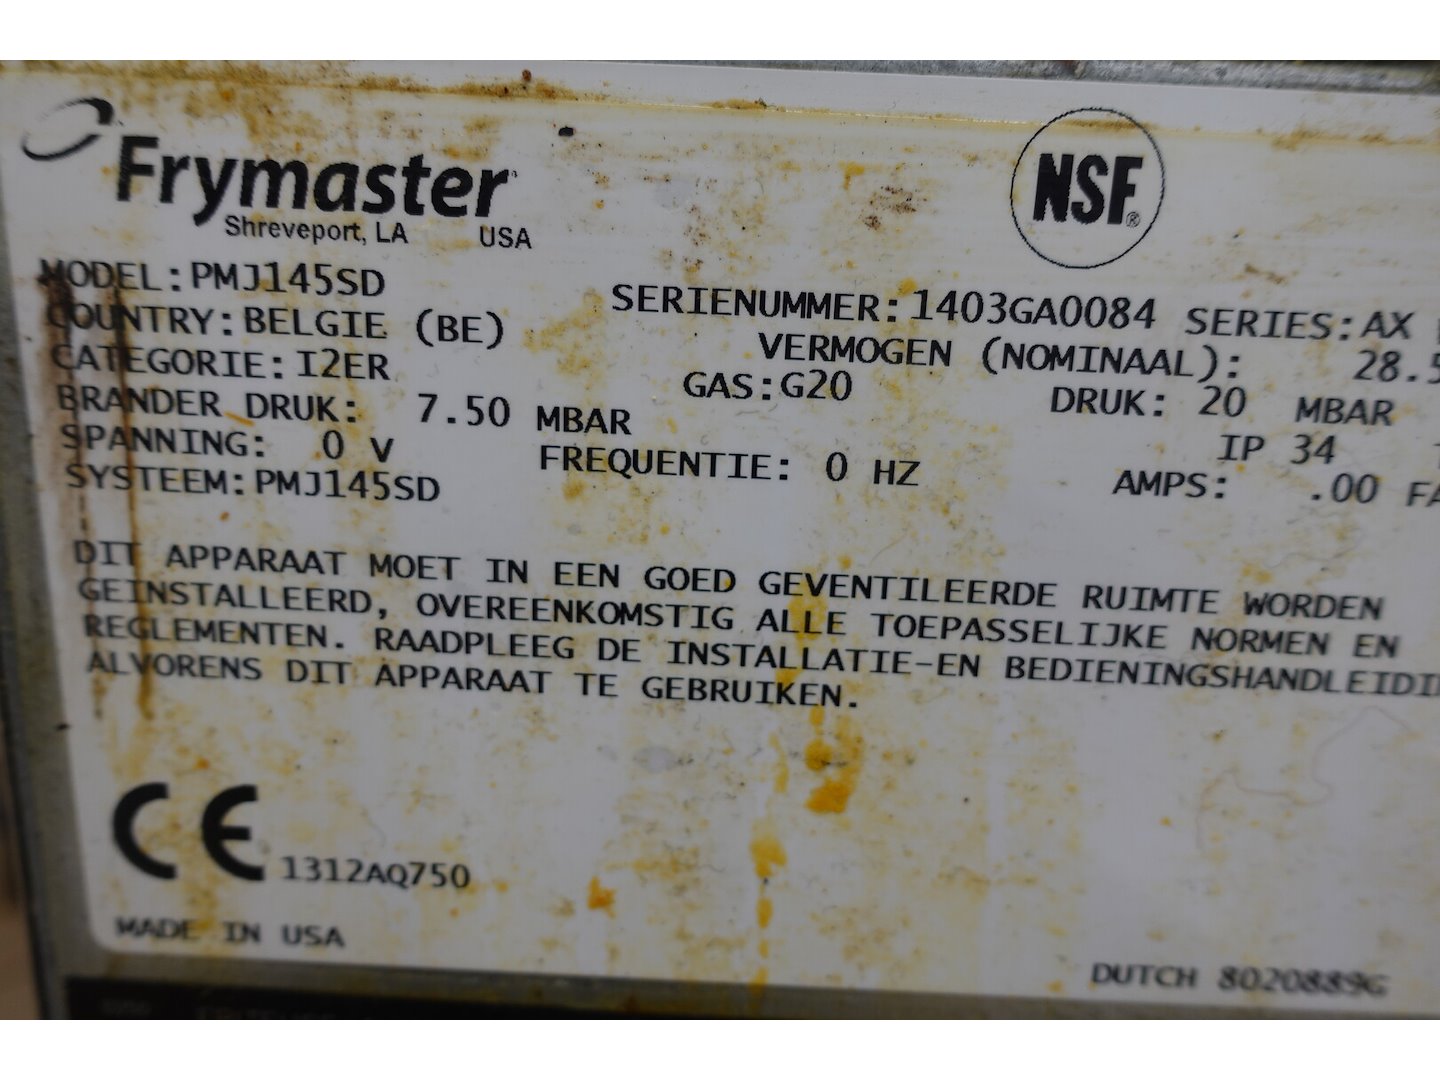 Frymaster
Shreveport, LA USA
NSF®
MODEL: PMJ145SD SERIENUMMER: 1403GA0084 SERIES: AX
COUNTRY: BELGIE (BE) VERMOGEN (NOMINAAL): 28.5
CATEGORIE: I2ER GAS: G20 DRUK: 20 MBAR
BRANDER DRUK: 7.50 MBAR IP 34
SPANNING: 0 V FREQUENTIE: 0 HZ AMPS: .00
SYSTEEM: PMJ145SD
DIT APPARAAT MOET IN EEN GOED GEVENTILEERDE RUIMTE WORDEN
GEINSTALLEERD, OVEREENKOMSTIG ALLE TOEPASSELIJKE NORMEN EN
REGLEMENTEN. RAADPLEEG DE INSTALLATIE-EN BEDIENINGSHANDLEIDI
ALVORENS DIT APPARAAT TE GEBRUIKEN.
CE 1312AQ750
MADE IN USA
DUTCH 8020889G